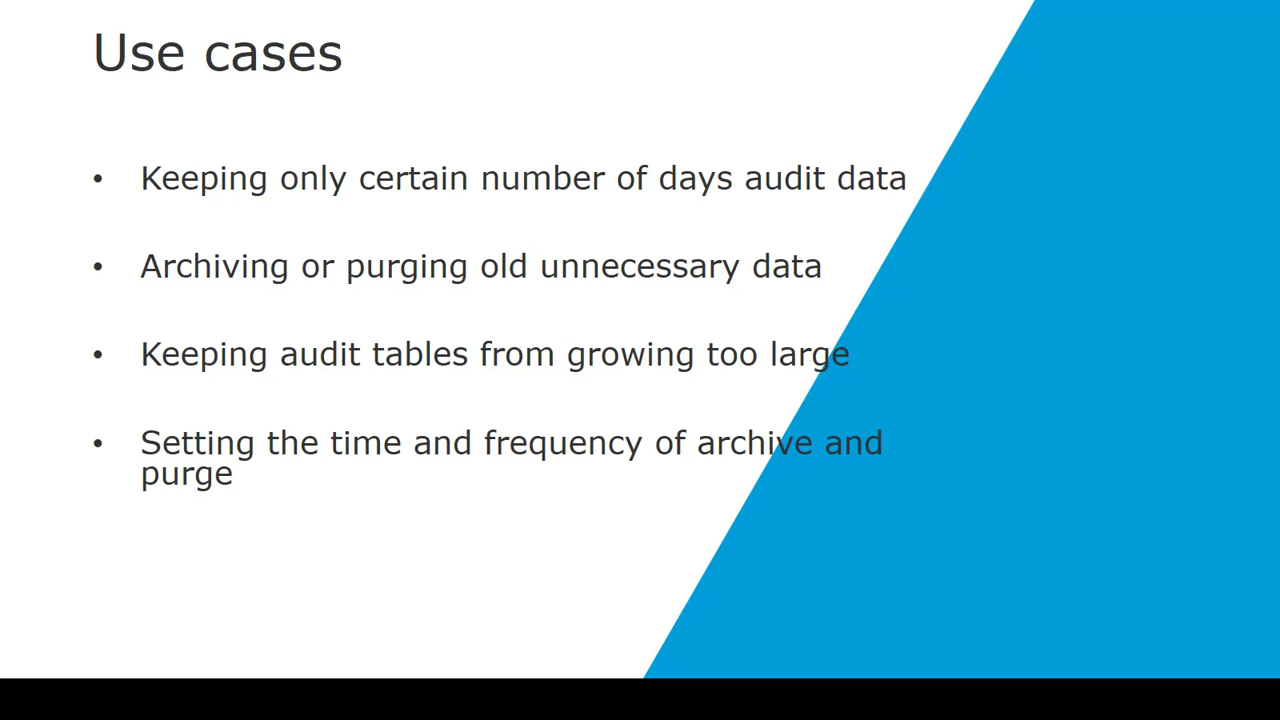 Use cases
• Keeping only certain number of days audit data
• Archiving or purging old unnecessary data
• Keeping audit tables from growing too large
• Setting the time and frequency of archive and
purge